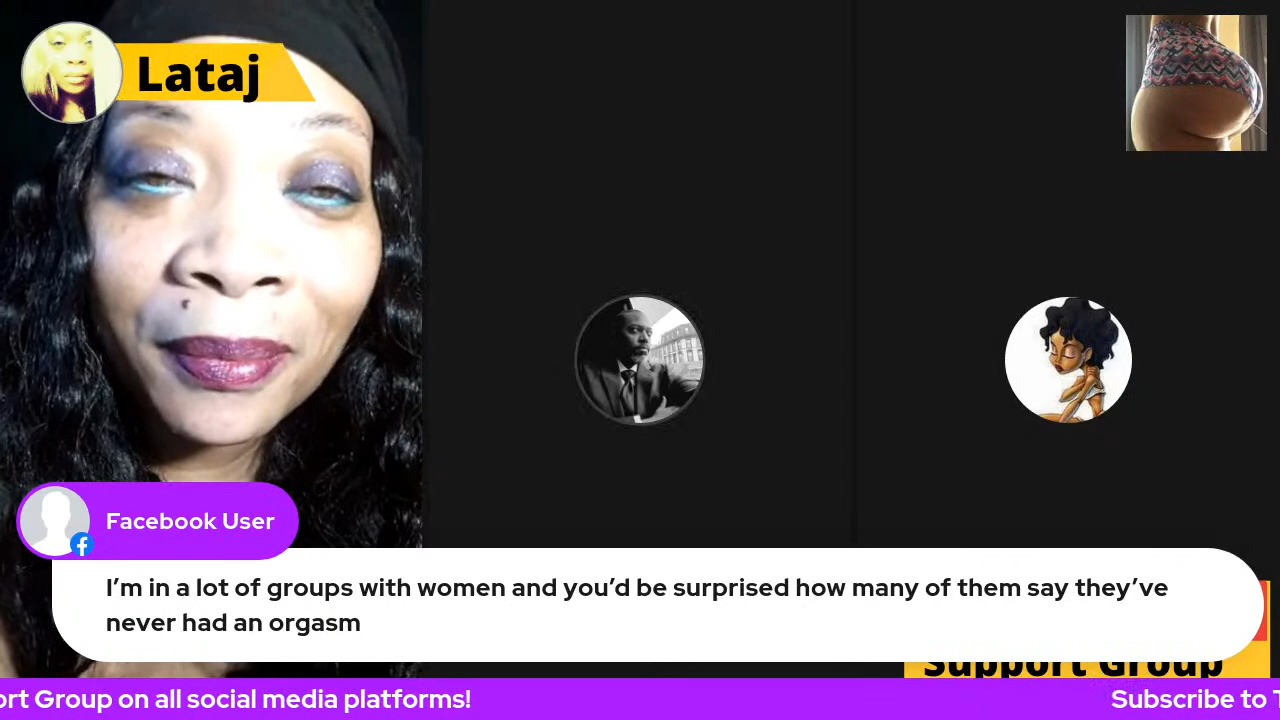 Lataj
Facebook User
I’m in a lot of groups with women and you’d be surprised how many of them say they’ve
never had an orgasm
Support Group
ort Group on all social media platforms!
Subscribe to T